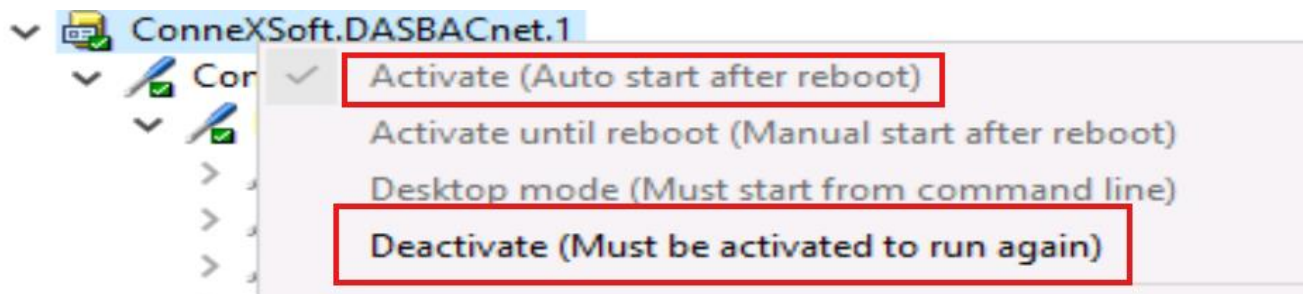 ConneXSoft.DASBACnet.1
Activate (Auto start after reboot)
Activate until reboot (Manual start after reboot)
Desktop mode (Must start from command line)
Deactivate (Must be activated to run again)